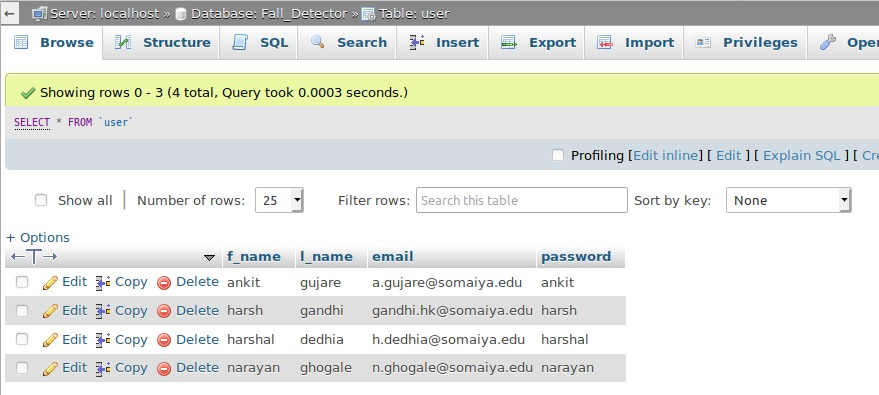 Server: localhost » Database: Fall_Detector » Table: user
Browse Structure SQL Search Insert Export Import Privileges
Showing rows 0 - 3 (4 total, Query took 0.0003 seconds.)
SELECT * FROM `user`
Profiling [Edit inline] [ Edit ] [ Explain SQL ] [
Show all Number of rows: 25 Filter rows: Search this table Sort by key: None
+ Options
f_name l_name email password
Edit Copy Delete ankit gujare a.gujare@somaiya.edu ankit
Edit Copy Delete harsh gandhi gandhi.hk@somaiya.edu harsh
Edit Copy Delete harshal dedhia h.dedhia@somaiya.edu harshal
Edit Copy Delete narayan ghogale n.ghogale@somaiya.edu narayan